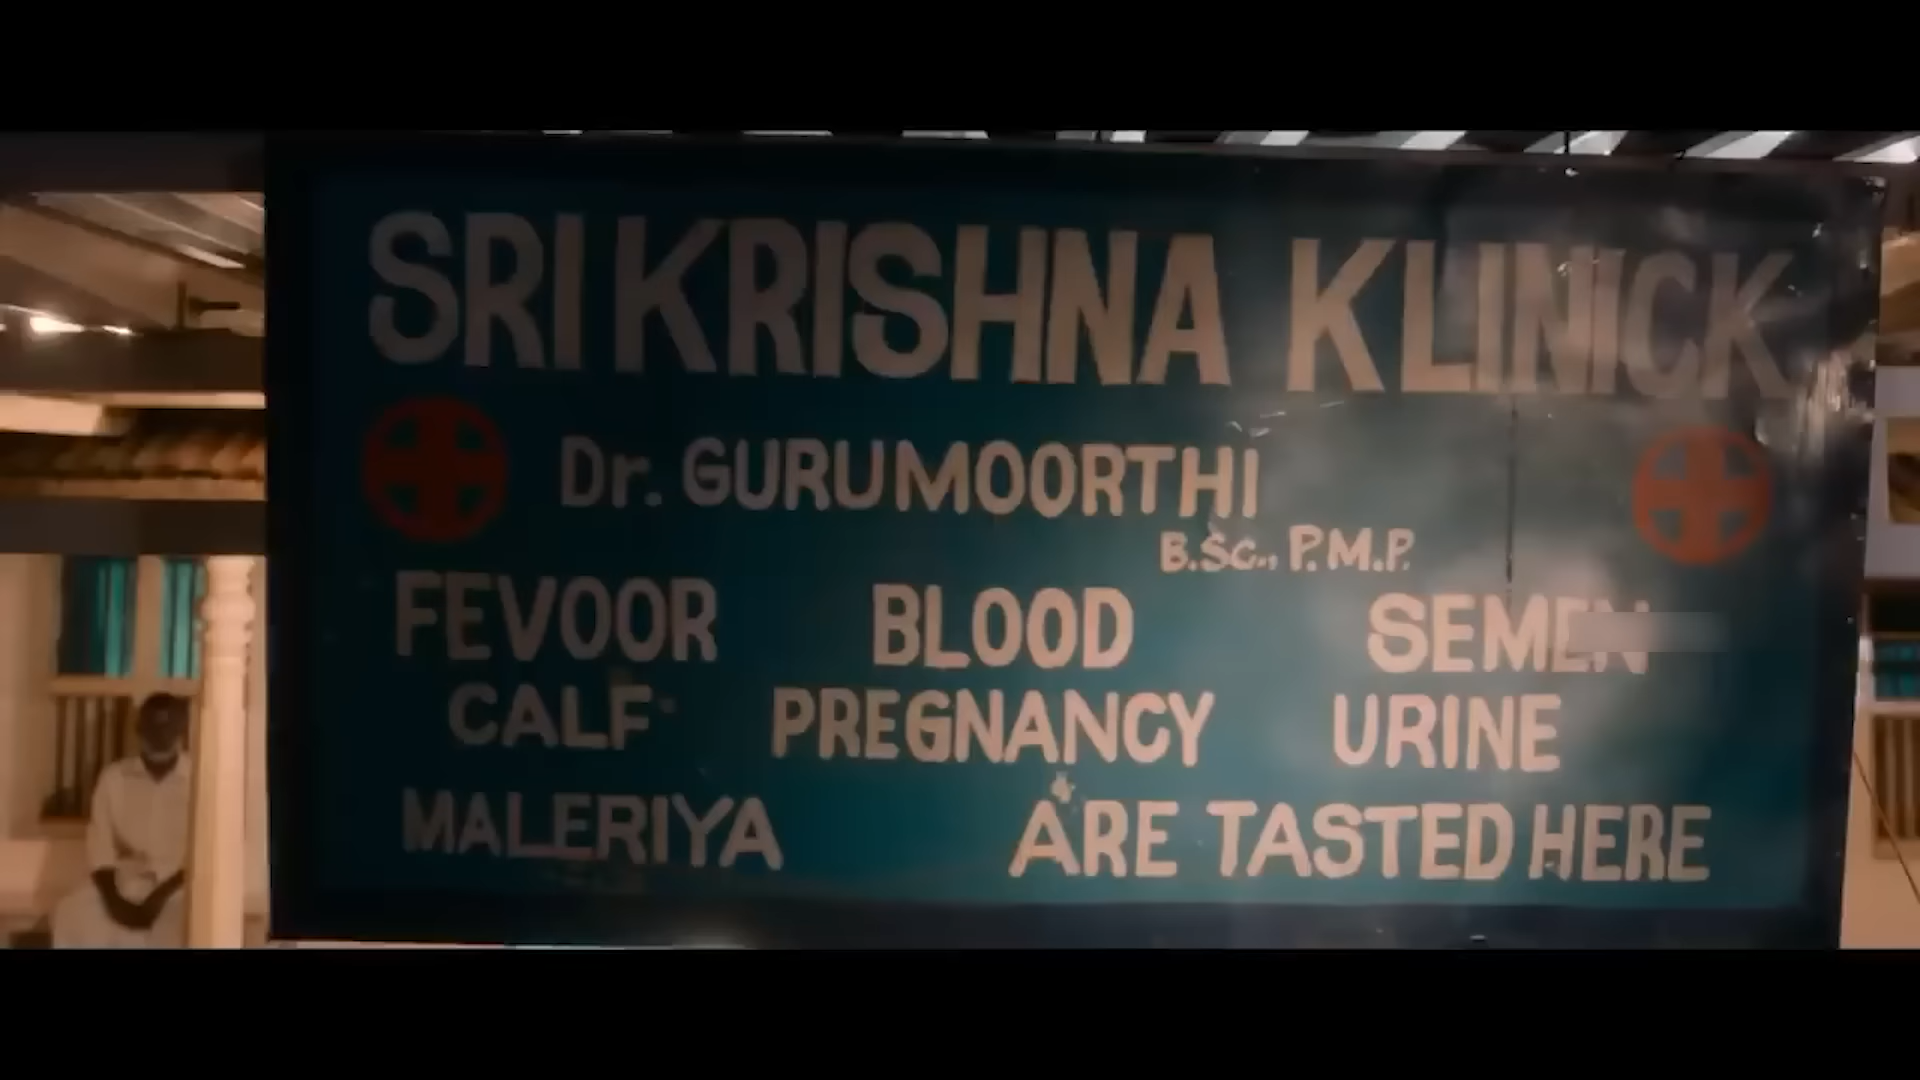 SRI KRISHNA KLINICK
Dr. GURUMOORTHI
B.Sc., P.M.P.
FEVOOR BLOOD SEMEN
CALF PREGNANCY URINE
MALERIYA ARE TASTED HERE